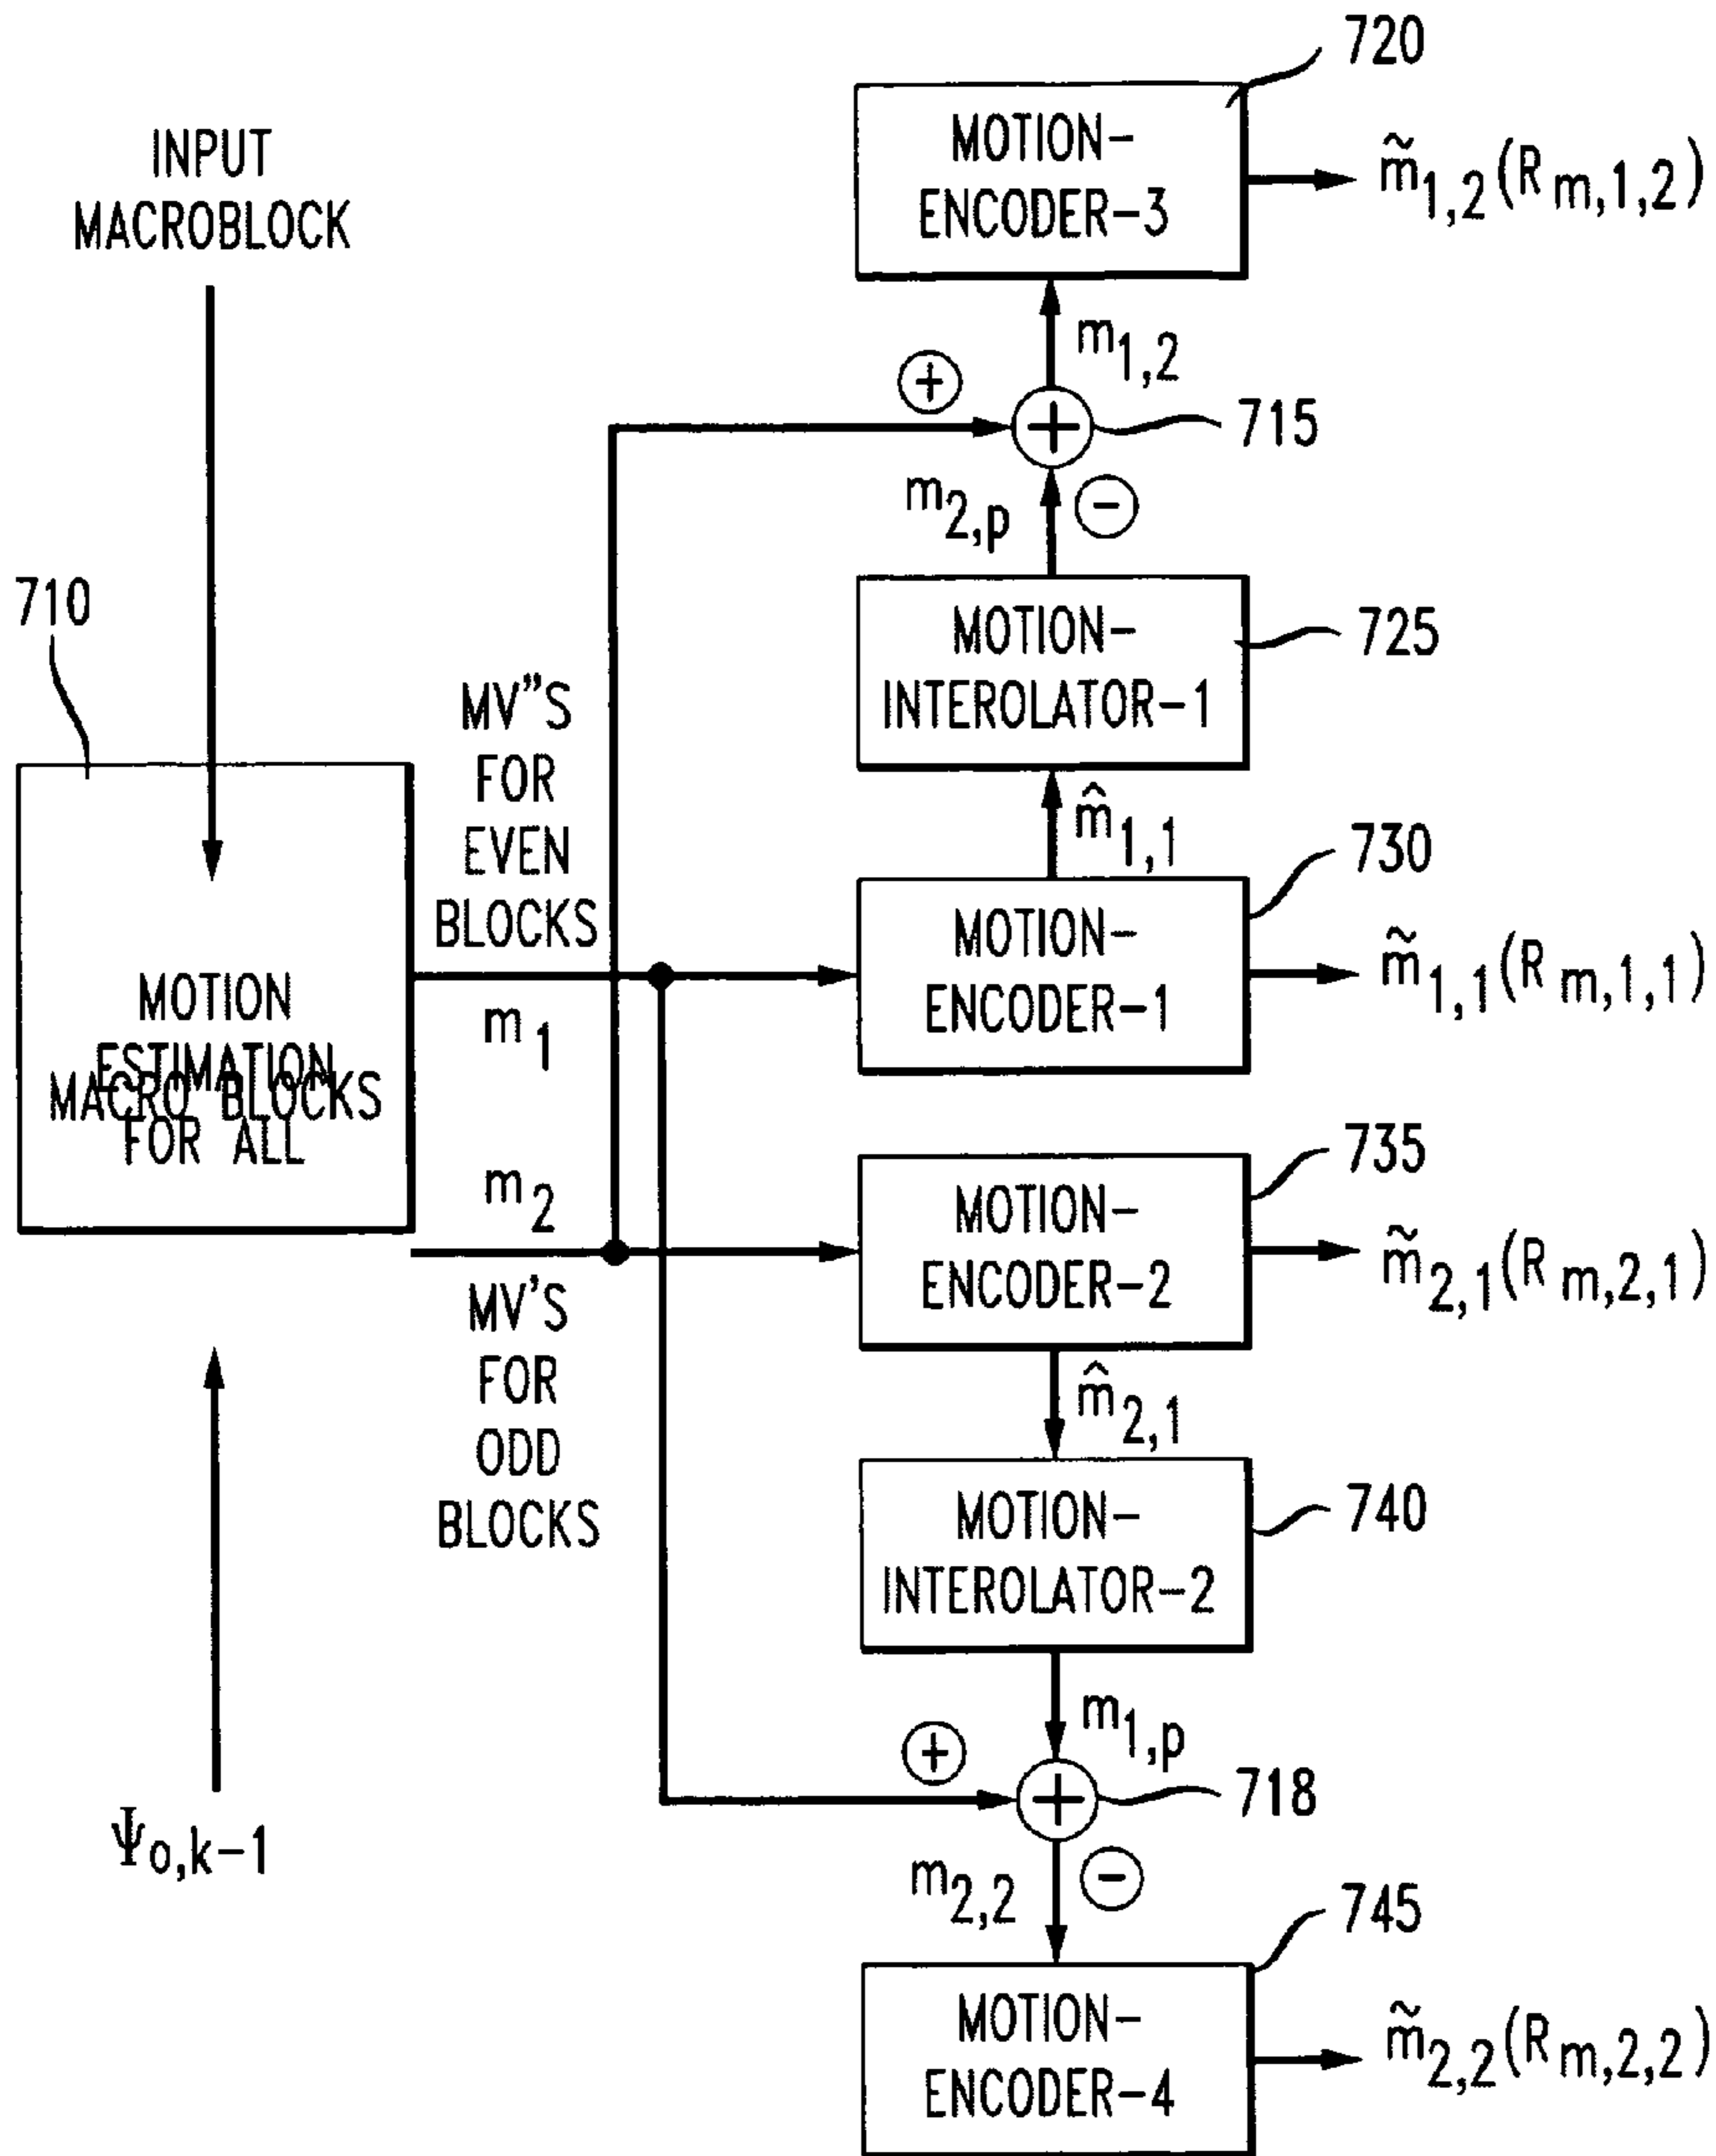 INPUT
MACROBLOCK
710
MOTION
ESTIMATION
MACRO BLOCKS
FOR ALL
Ψo,k-1
MV"S
FOR
EVEN
BLOCKS
m1
m2
MV'S
FOR
ODD
BLOCKS
720
MOTION-
ENCODER-3
m̃1,2(Rm,1,2)
m1,2
+
+
715
m2,p
−
MOTION-
INTEROLATOR-1
725
m̂1,1
730
MOTION-
ENCODER-1
m̃1,1(Rm,1,1)
735
MOTION-
ENCODER-2
m̃2,1(Rm,2,1)
m̂2,1
MOTION-
INTEROLATOR-2
740
m1,p
+
+
718
m2,2
−
745
MOTION-
ENCODER-4
m̃2,2(Rm,2,2)